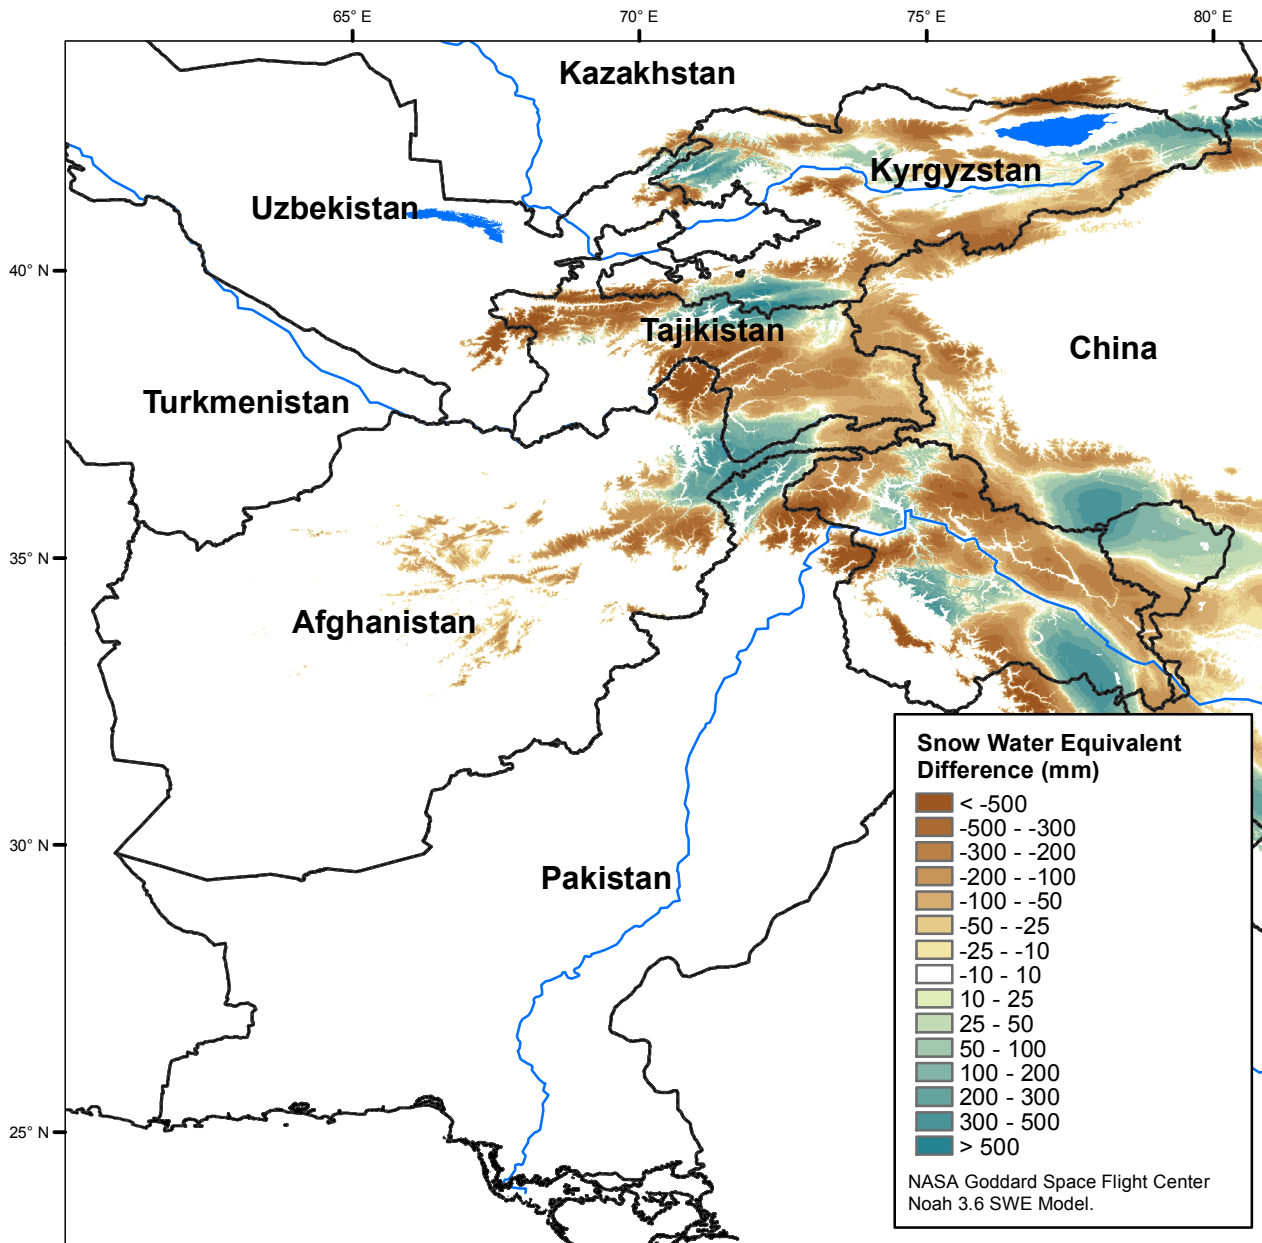 65° E
70° E
75° E
80° E
Kazakhstan
Kyrgyzstan
Uzbekistan
40° N
Tajikistan
China
Turkmenistan
35° N
Afghanistan
30° N
Pakistan
25° N
Snow Water Equivalent
Difference (mm)
< -500
-500 - -300
-300 - -200
-200 - -100
-100 - -50
-50 - -25
-25 - -10
-10 - 10
10 - 25
25 - 50
50 - 100
100 - 200
200 - 300
300 - 500
> 500
NASA Goddard Space Flight Center
Noah 3.6 SWE Model.